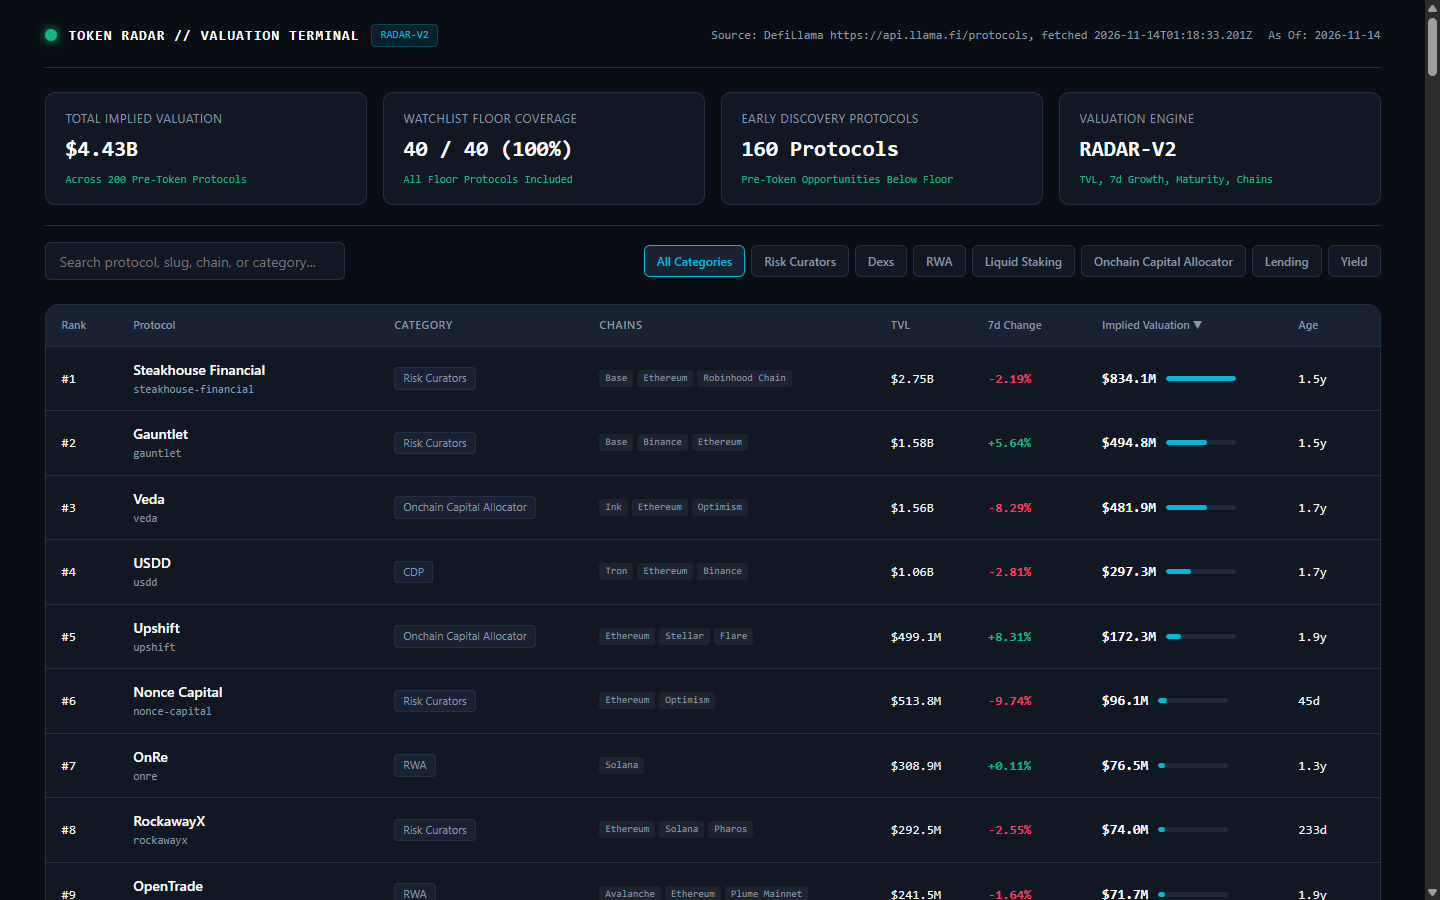 TOKEN RADAR // VALUATION TERMINAL RADAR-V2 Source: DefiLlama https://api.llama.fi/protocols, fetched 2026-11-14T01:18:33.201Z As Of: 2026-11-14
TOTAL IMPLIED VALUATION
$4.43B
Across 200 Pre-Token Protocols
WATCHLIST FLOOR COVERAGE
40 / 40 (100%)
All Floor Protocols Included
EARLY DISCOVERY PROTOCOLS
160 Protocols
Pre-Token Opportunities Below Floor
VALUATION ENGINE
RADAR-V2
TVL, 7d Growth, Maturity, Chains
Search protocol, slug, chain, or category... All Categories Risk Curators Dexs RWA Liquid Staking Onchain Capital Allocator Lending Yield
Rank Protocol CATEGORY CHAINS TVL 7d Change Implied Valuation ▼ Age
#1 Steakhouse Financial Risk Curators Base Ethereum Robinhood Chain $2.75B -2.19% $834.1M 1.5y
steakhouse-financial
#2 Gauntlet Risk Curators Base Binance Ethereum $1.58B +5.64% $494.8M 1.5y
gauntlet
#3 Veda Onchain Capital Allocator Ink Ethereum Optimism $1.56B -8.29% $481.9M 1.7y
veda
#4 USDD CDP Tron Ethereum Binance $1.06B -2.81% $297.3M 1.7y
usdd
#5 Upshift Onchain Capital Allocator Ethereum Stellar Flare $499.1M +8.31% $172.3M 1.9y
upshift
#6 Nonce Capital Risk Curators Ethereum Optimism $513.8M -9.74% $96.1M 45d
nonce-capital
#7 OnRe RWA Solana $308.9M +0.11% $76.5M 1.3y
onre
#8 RockawayX Risk Curators Ethereum Solana Pharos $292.5M -2.55% $74.0M 233d
rockawayx
#9 OpenTrade RWA Avalanche Ethereum Plume Mainnet $241.5M -1.64% $71.7M 1.9y